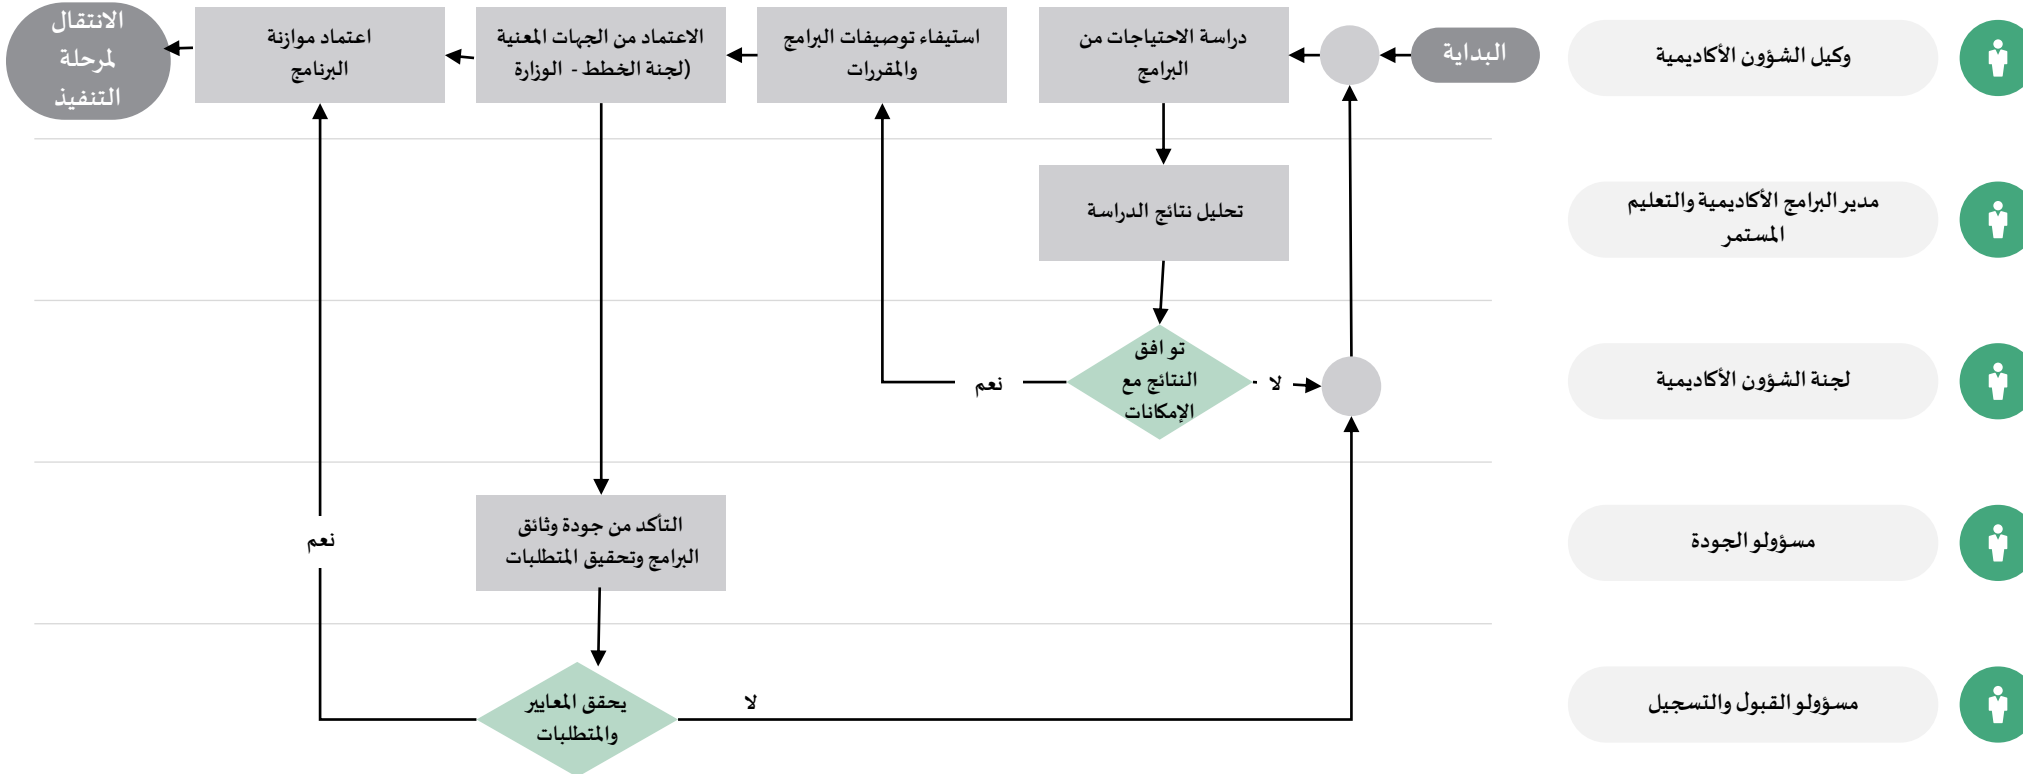 وكيل الشؤون الأكاديمية
البداية
دراسة الاحتياجات من
البرامج
استيفاء توصيفات البرامج
والمقررات
الاعتماد من الجهات المعنية
(لجنة الخطط - الوزارة
اعتماد موازنة
البرنامج
الانتقال
لمرحلة
التنفيذ
مدير البرامج الأكاديمية والتعليم
المستمر
تحليل نتائج الدراسة
لجنة الشؤون الأكاديمية
لا
توافق
النتائج مع
الإمكانات
نعم
مسؤولو الجودة
التأكد من جودة وثائق
البرامج وتحقيق المتطلبات
نعم
مسؤولو القبول والتسجيل
لا
يحقق المعايير
والمتطلبات